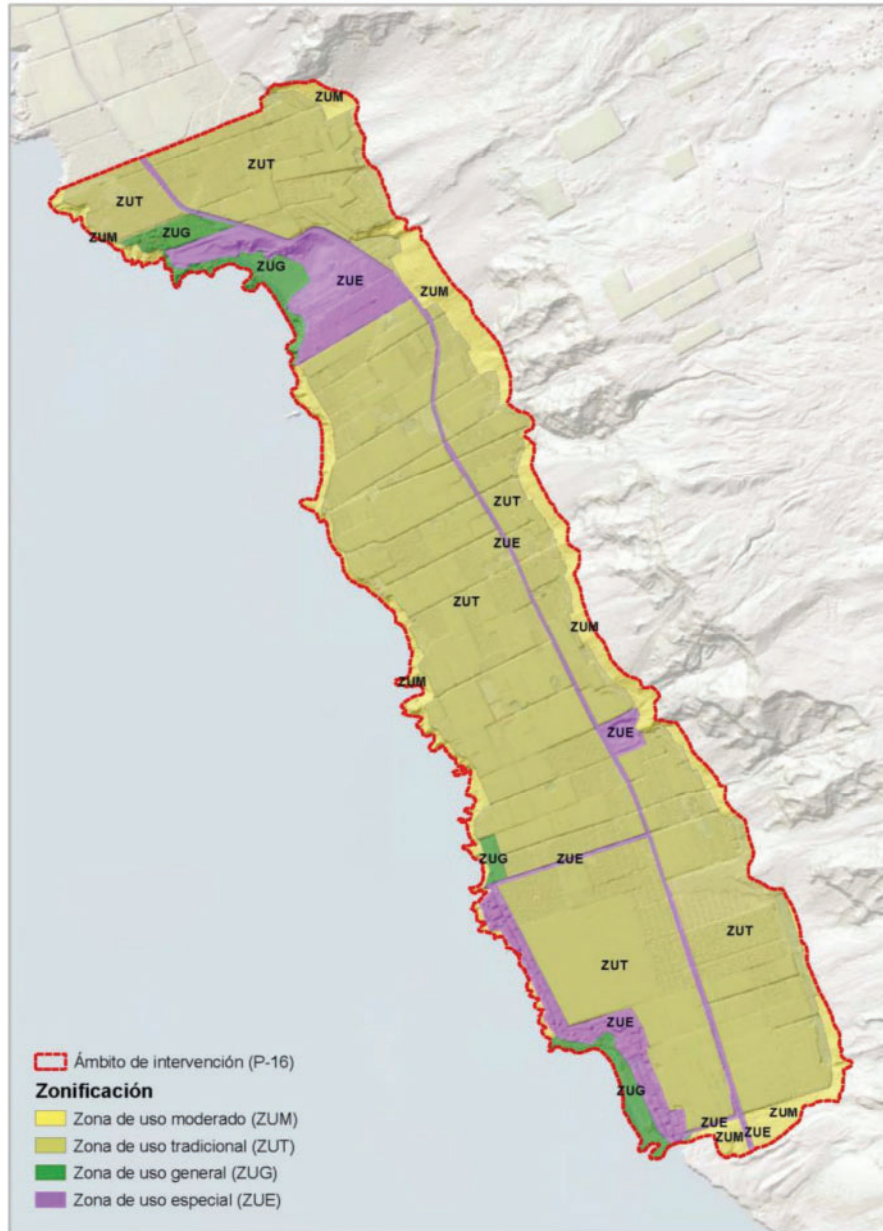 ZUM
ZUT
ZUT
ZUG
ZUM
ZUG
ZUE
ZUM
ZUT
ZUE
ZUT
ZUM
ZUM
ZUE
ZUG
ZUE
ZUT
ZUT
ZUE
ZUG
ZUE
ZUM
ZUM
ZUE
Ámbito de intervención (P-16)
Zonificación
Zona de uso moderado (ZUM)
Zona de uso tradicional (ZUT)
Zona de uso general (ZUG)
Zona de uso especial (ZUE)